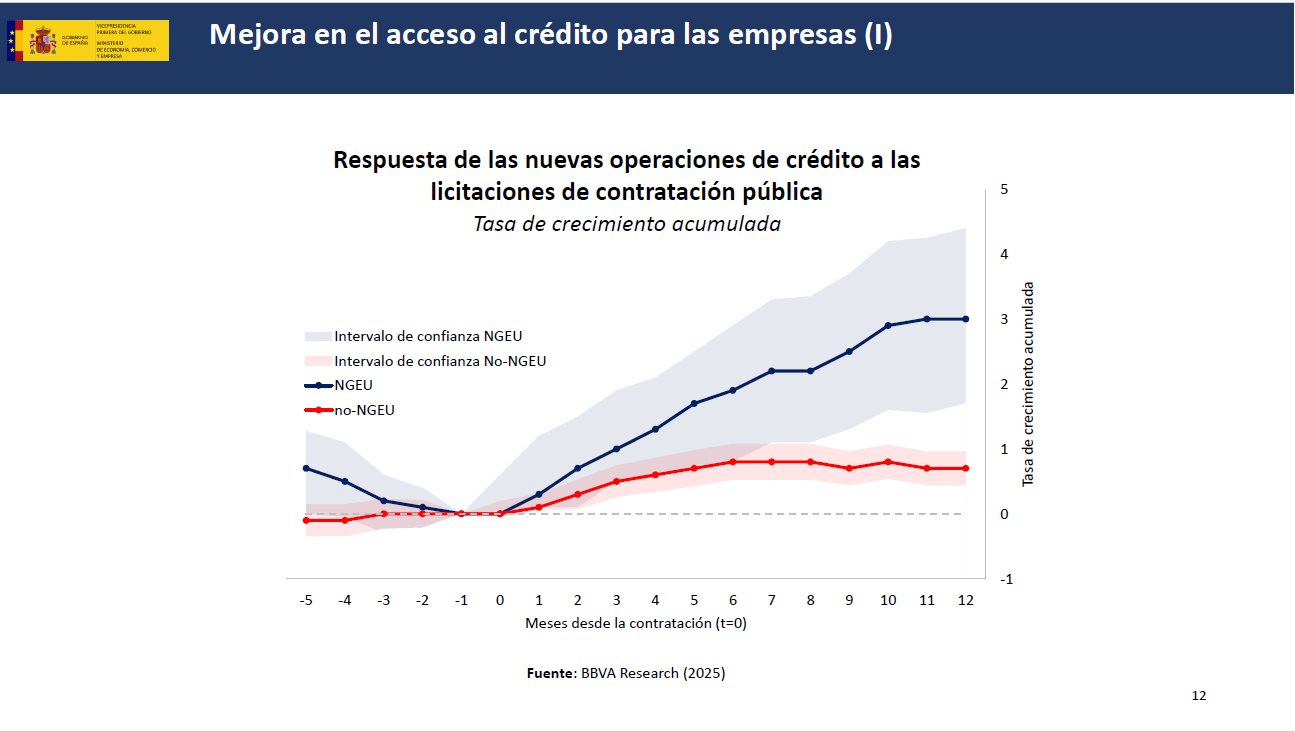 VICEPRESIDENCIA
PRIMERA DEL GOBIERNO
GOBIERNO
DE ESPAÑA
MINISTERIO
DE ECONOMÍA, COMERCIO
Y EMPRESA
Mejora en el acceso al crédito para las empresas (I)
Respuesta de las nuevas operaciones de crédito a las
licitaciones de contratación pública
Tasa de crecimiento acumulada
Intervalo de confianza NGEU
Intervalo de confianza No-NGEU
NGEU
no-NGEU
5
4
3
2
1
0
-1
Tasa de crecimiento acumulada
-5 -4 -3 -2 -1 0 1 2 3 4 5 6 7 8 9 10 11 12
Meses desde la contratación (t=0)
Fuente: BBVA Research (2025)
12